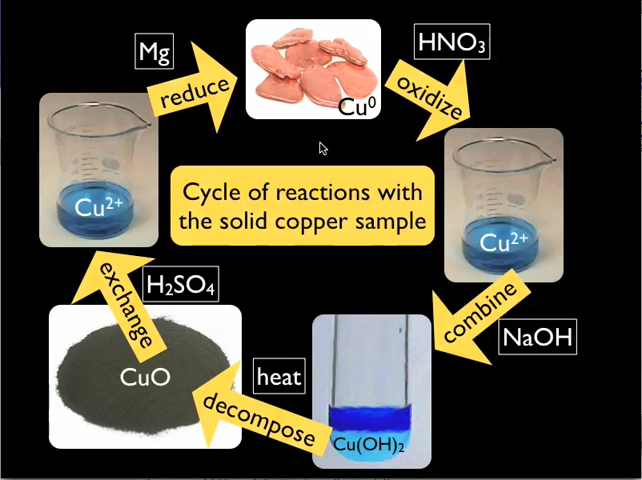 Mg
reduce
Cu⁰
HNO₃
oxidize
Cu²⁺
Cycle of reactions with
the solid copper sample
Cu²⁺
combine
NaOH
Cu(OH)₂
heat
decompose
CuO
H₂SO₄
exchange